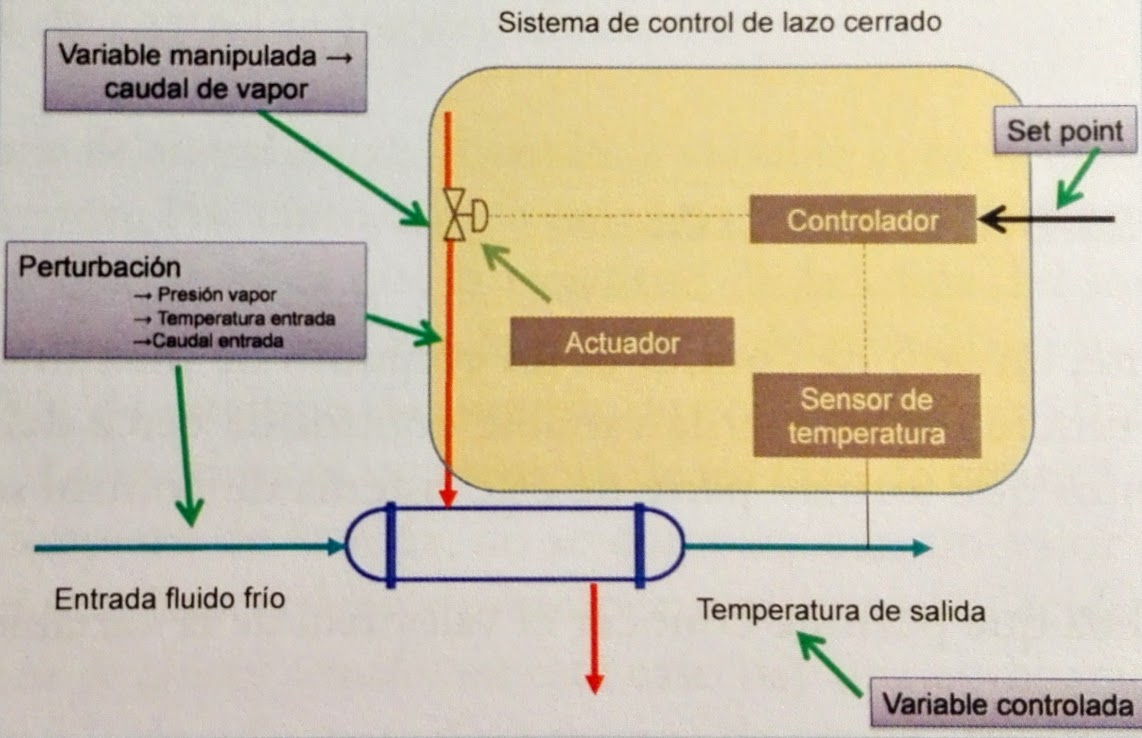 Sistema de control de lazo cerrado
Variable manipulada →
caudal de vapor
Set point
Controlador
Perturbación
→ Presión vapor
→ Temperatura entrada
→Caudal entrada
Actuador
Sensor de
temperatura
Entrada fluido frío
Temperatura de salida
Variable controlada